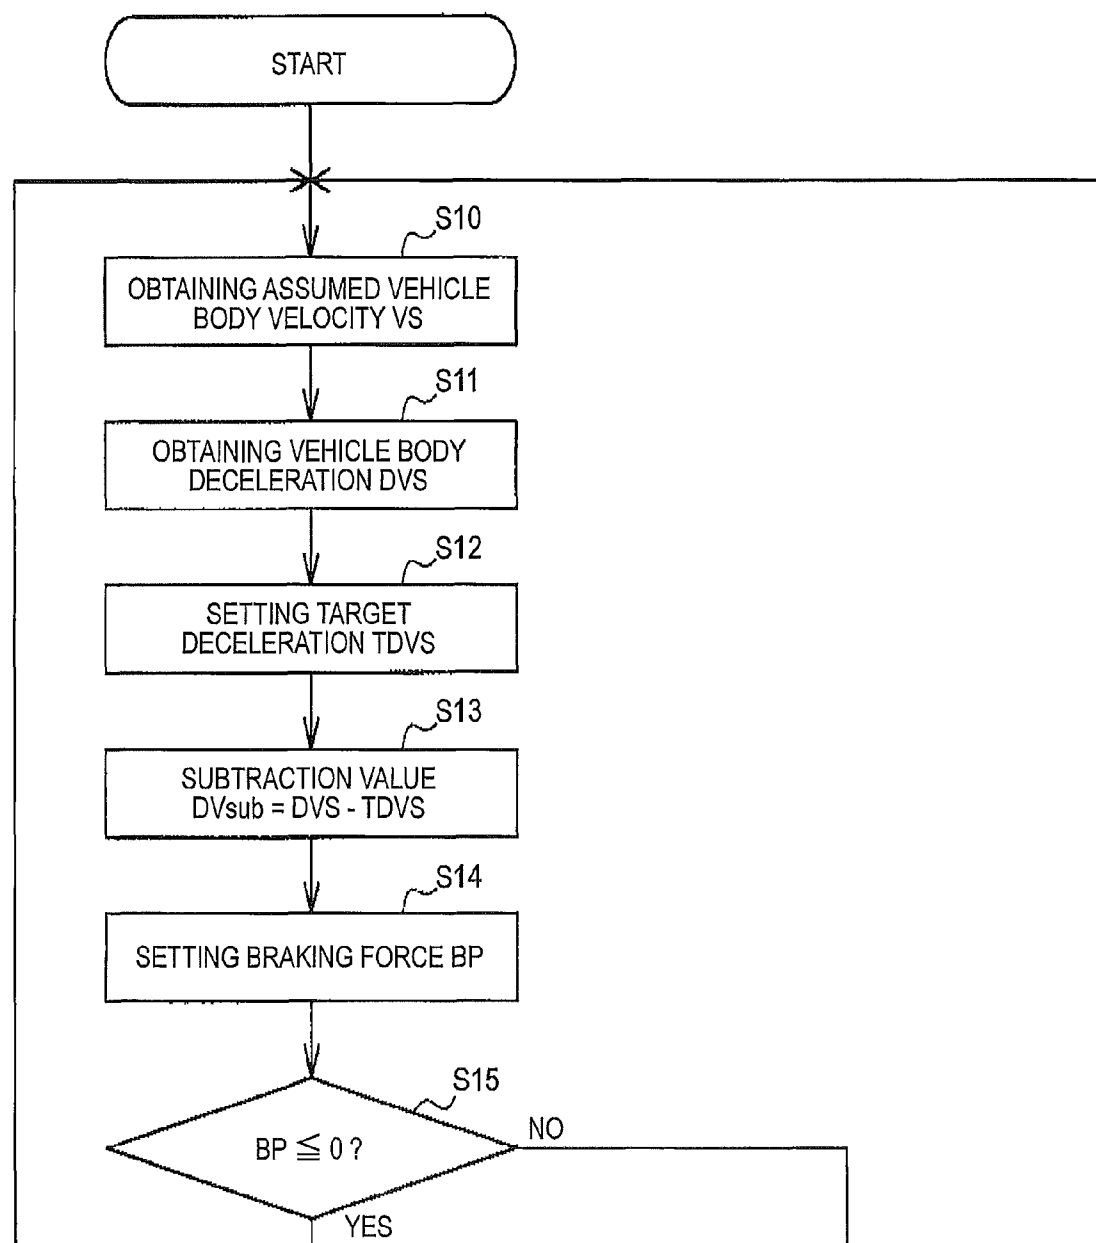 START
S10
OBTAINING ASSUMED VEHICLE
BODY VELOCITY VS
S11
OBTAINING VEHICLE BODY
DECELERATION DVS
S12
SETTING TARGET
DECELERATION TDVS
S13
SUBTRACTION VALUE
DVsub = DVS - TDVS
S14
SETTING BRAKING FORCE BP
S15
BP ≦ 0 ?
NO
YES